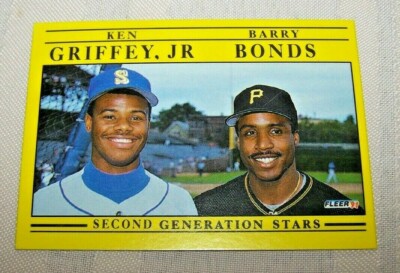 KEN BARRY
GRIFFEY, JR BONDS
S
P
FLEER 91
SECOND GENERATION STARS